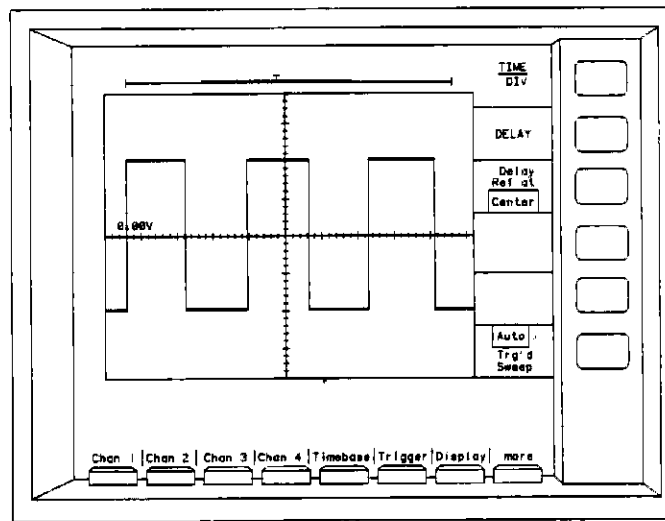 TIME
DIV
DELAY
Delay
Ref at
Center
0.00V
Auto
Trg'd
Sweep
Chan 1 Chan 2 Chan 3 Chan 4 Timebase Trigger Display more